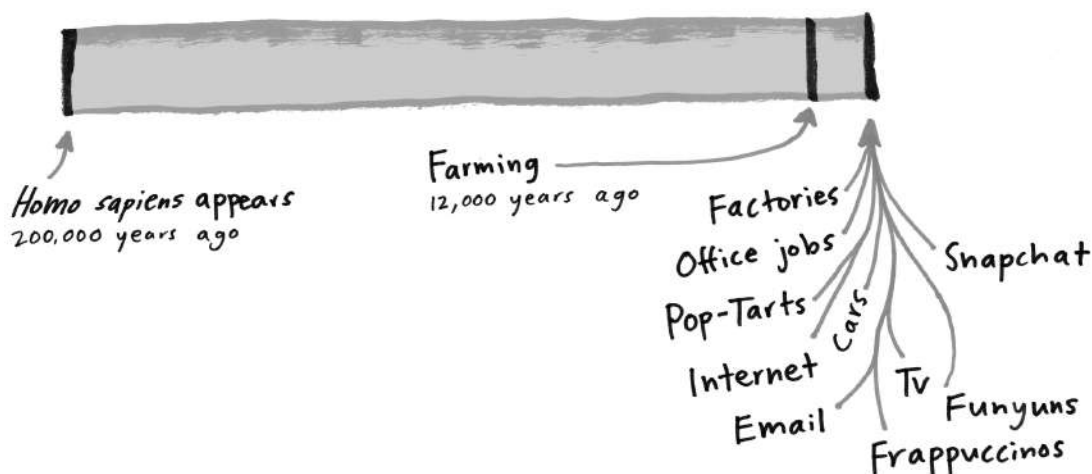 Homo sapiens appears
200,000 years ago
Farming
12,000 years ago
Factories
Office jobs
Pop-Tarts
Internet
Cars
Email
Tv
Frappuccinos
Funyuns
Snapchat